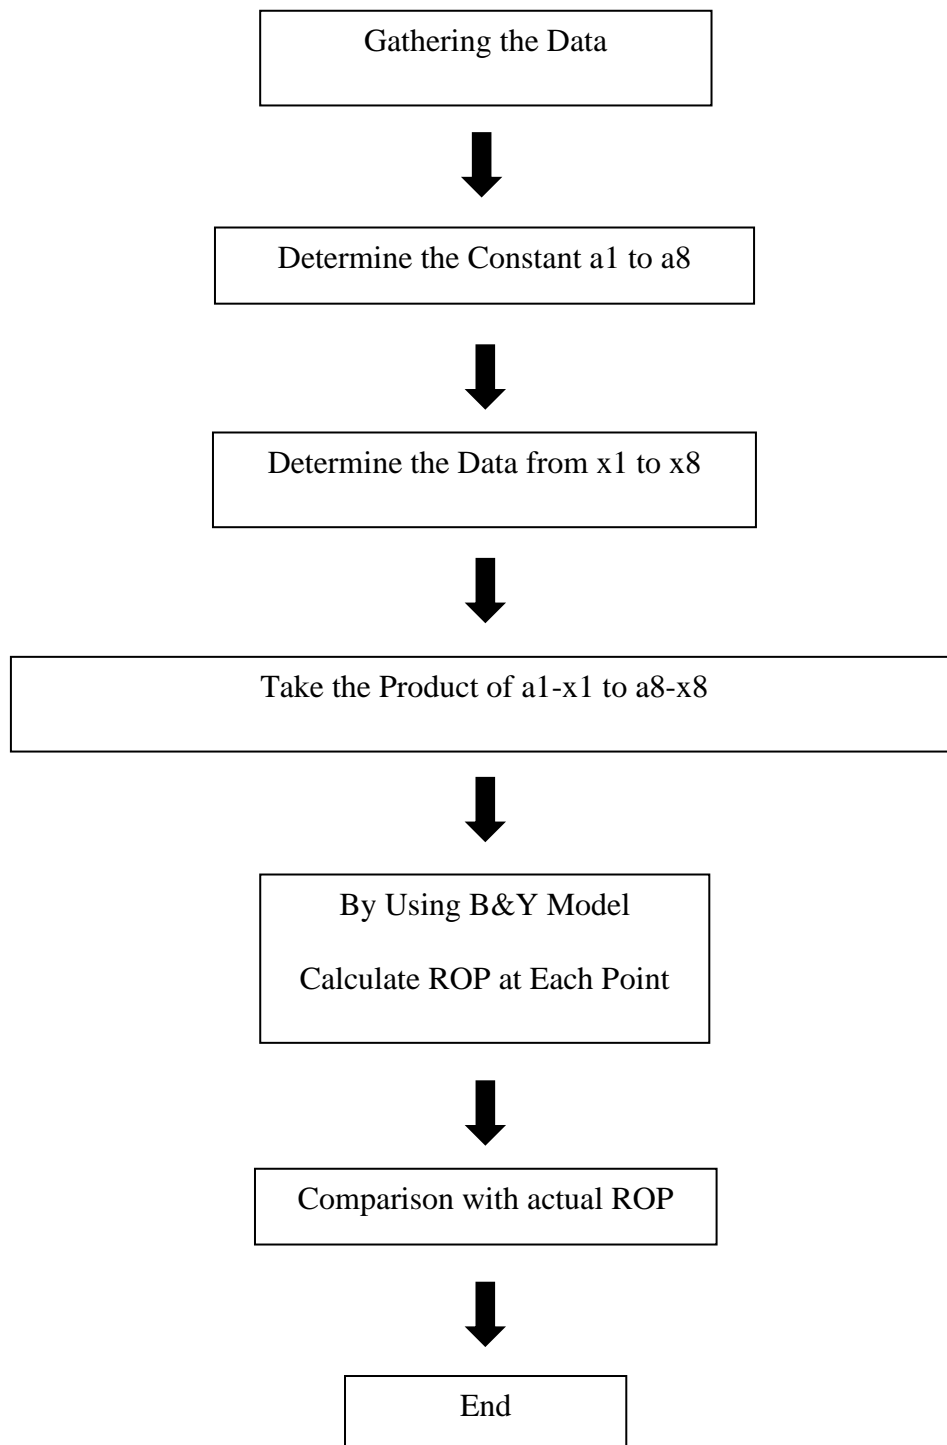 Gathering the Data
Determine the Constant a1 to a8
Determine the Data from x1 to x8
Take the Product of a1-x1 to a8-x8
By Using B&Y Model
Calculate ROP at Each Point
Comparison with actual ROP
End